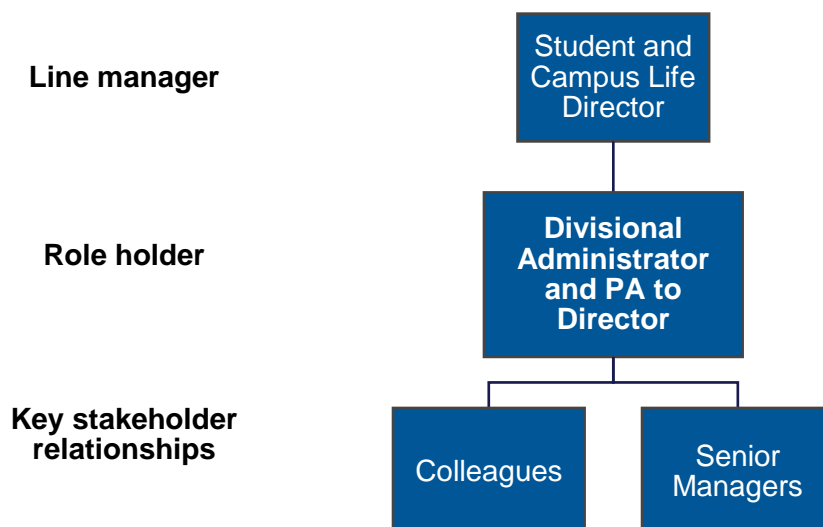 Line manager
Student and
Campus Life
Director
Role holder
Divisional
Administrator
and PA to
Director
Key stakeholder
relationships
Colleagues
Senior
Managers